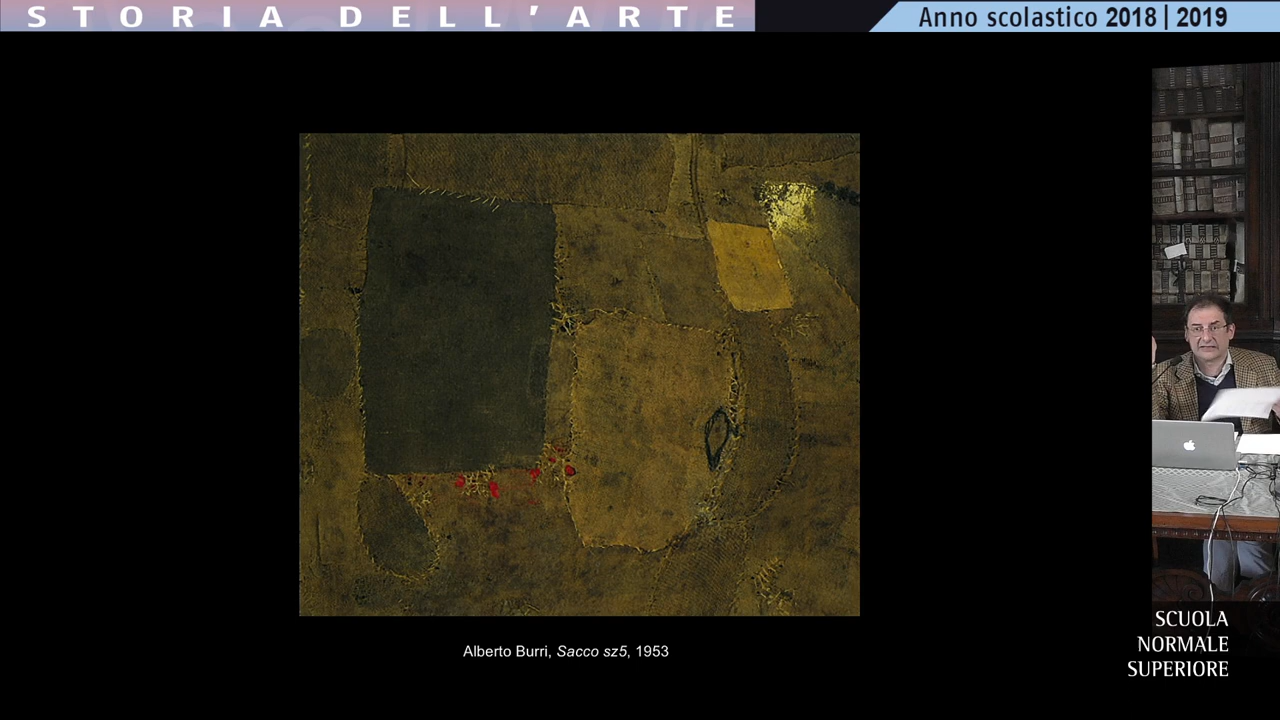 STORIA DELL'ARTE
Anno scolastico 2018 | 2019
Alberto Burri, Sacco sz5, 1953
SCUOLA
NORMALE
SUPERIORE